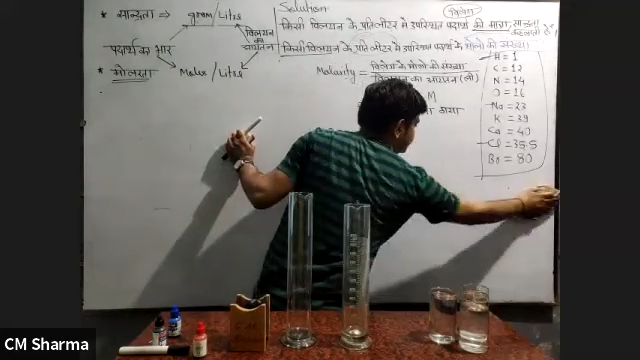 Solution
विलेय
* सान्द्रता ⇒ gram / Litre
किसी विलयन के प्रति लीटर में उपस्थित पदार्थ की मात्रा, सान्द्रता कहलाती है
विलयन का आयतन
पदार्थ का भार
किसी विलयन के प्रति लीटर में उपस्थित पदार्थ के मोलों की संख्या
* मोलरता Moles / Litre
Molarity = विलेय के मोलों की संख्या / विलयन का आयतन (ली)
M
H = 1
C = 12
N = 14
O = 16
Na = 23
K = 39
Ca = 40
Cl = 35.5
Br = 80
CM Sharma